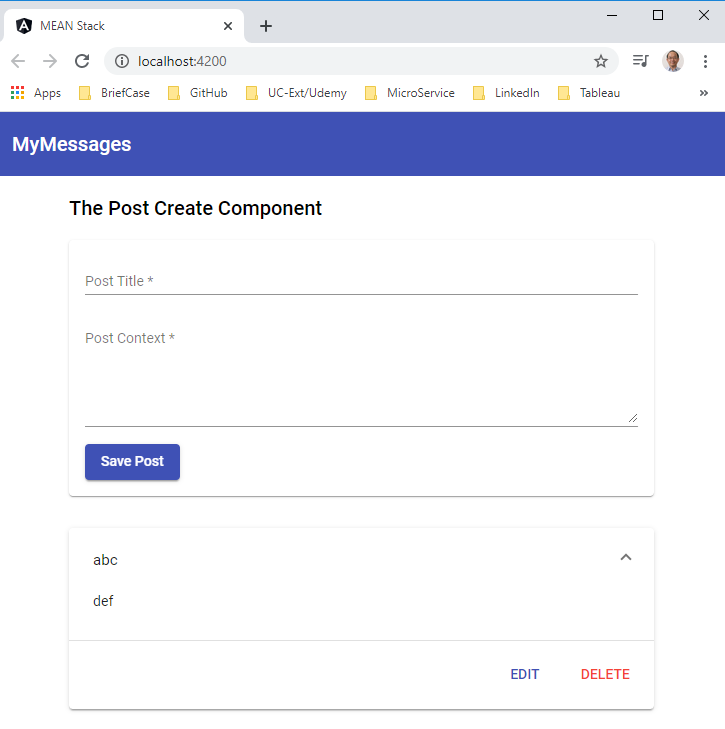 MEAN Stack
localhost:4200
Apps BriefCase GitHub UC-Ext/Udemy MicroService LinkedIn Tableau »
MyMessages
The Post Create Component
Post Title *
Post Context *
Save Post
abc
def
EDIT DELETE